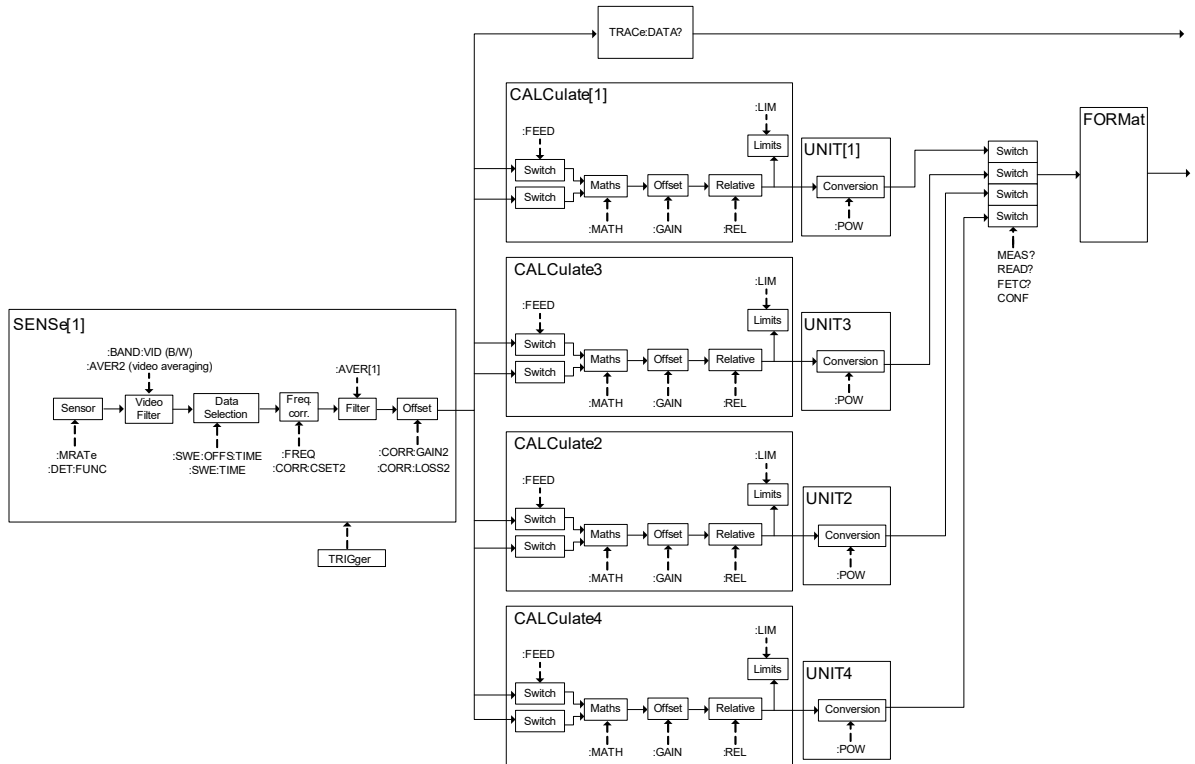 TRACe:DATA?
CALCulate[1]
:FEED
Switch
Switch
Maths
:MATH
Offset
:GAIN
Relative
:REL
:LIM
Limits
UNIT[1]
Conversion
:POW
CALCulate3
:FEED
Switch
Switch
Maths
:MATH
Offset
:GAIN
Relative
:REL
:LIM
Limits
UNIT3
Conversion
:POW
SENSe[1]
:BAND:VID (B/W)
:AVER2 (video averaging)
Sensor
:MRATe
:DET:FUNC
Video
Filter
Data
Selection
:SWE:OFFS:TIME
:SWE:TIME
Freq.
corr.
:FREQ
:CORR:CSET2
:AVER[1]
Filter
Offset
:CORR:GAIN2
:CORR:LOSS2
TRIGger
CALCulate2
:FEED
Switch
Switch
Maths
:MATH
Offset
:GAIN
Relative
:REL
:LIM
Limits
UNIT2
Conversion
:POW
CALCulate4
:FEED
Switch
Switch
Maths
:MATH
Offset
:GAIN
Relative
:REL
:LIM
Limits
UNIT4
Conversion
:POW
Switch
Switch
Switch
Switch
MEAS?
READ?
FETC?
CONF
FORMat